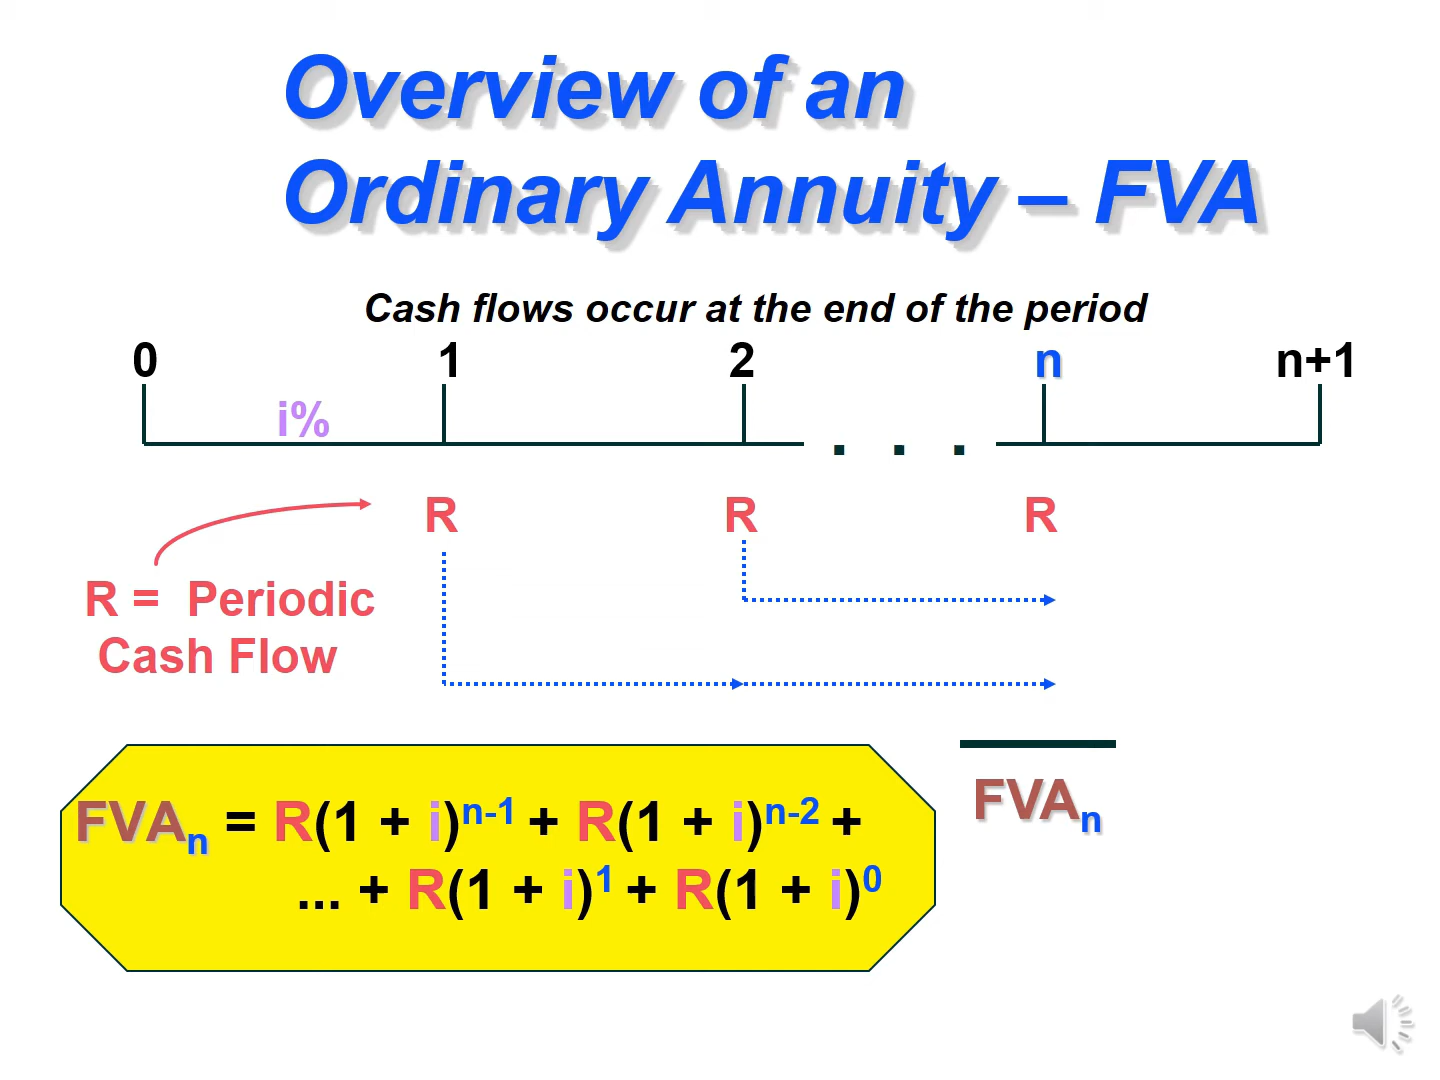 Overview of an
Ordinary Annuity – FVA
Cash flows occur at the end of the period
0 1 2 n n+1
i%
. . .
R R R
R = Periodic
Cash Flow
FVAn
FVAn = R(1 + i)n-1 + R(1 + i)n-2 +
... + R(1 + i)1 + R(1 + i)0